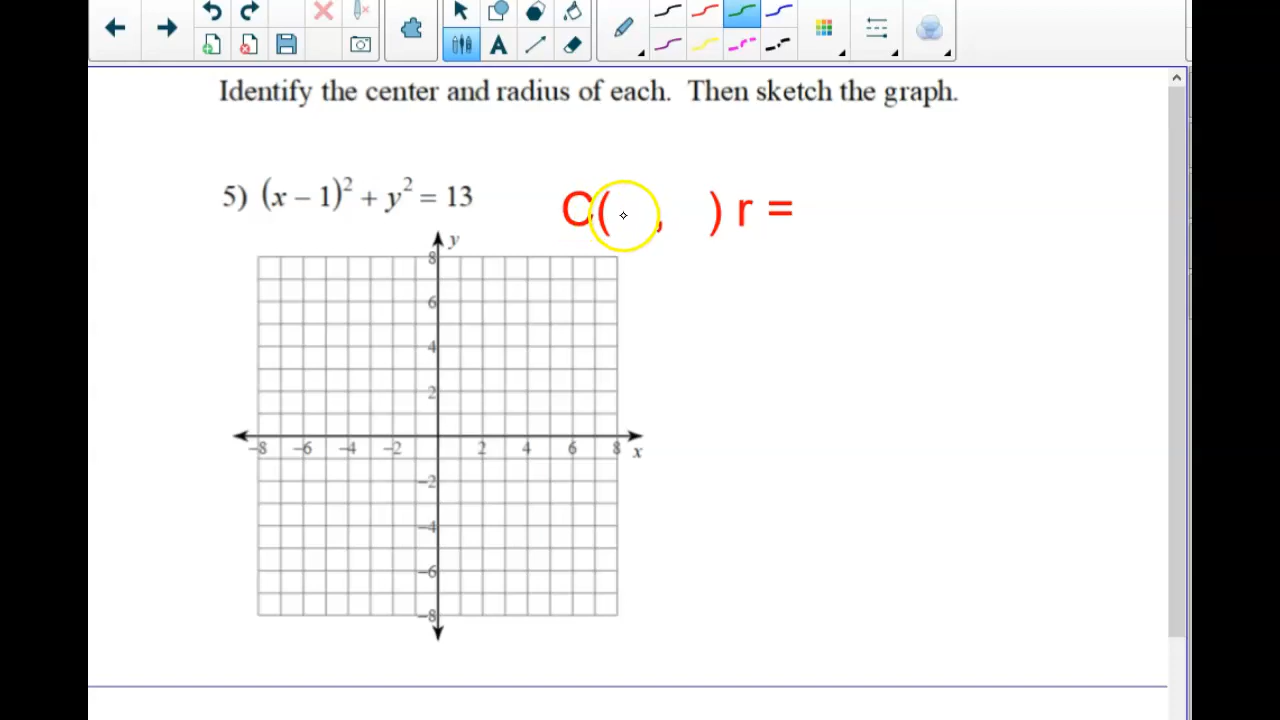 Identify the center and radius of each. Then sketch the graph.
5) (x − 1)² + y² = 13
C( , ) r =
y
8
6
4
2
−8 −6 −4 −2 2 4 6 8 x
−2
−4
−6
−8